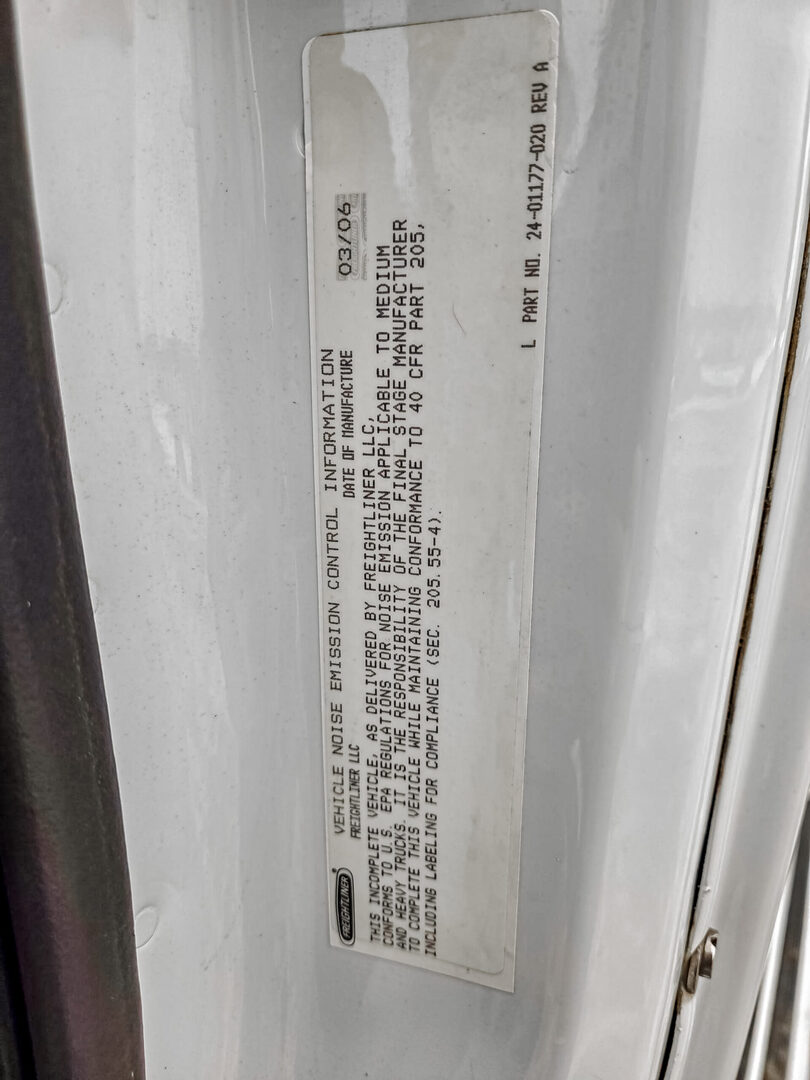 FREIGHTLINER
VEHICLE NOISE EMISSION CONTROL INFORMATION
FREIGHTLINER LLC DATE OF MANUFACTURE 03/06
THIS INCOMPLETE VEHICLE, AS DELIVERED BY FREIGHTLINER LLC,
CONFORMS TO U.S. EPA REGULATIONS FOR NOISE EMISSION APPLICABLE TO MEDIUM
AND HEAVY TRUCKS. IT IS THE RESPONSIBILITY OF THE FINAL STAGE MANUFACTURER
TO COMPLETE THIS VEHICLE WHILE MAINTAINING CONFORMANCE TO 40 CFR PART 205,
INCLUDING LABELING FOR COMPLIANCE (SEC. 205.55-4).
L PART NO. 24-01177-020 REV A